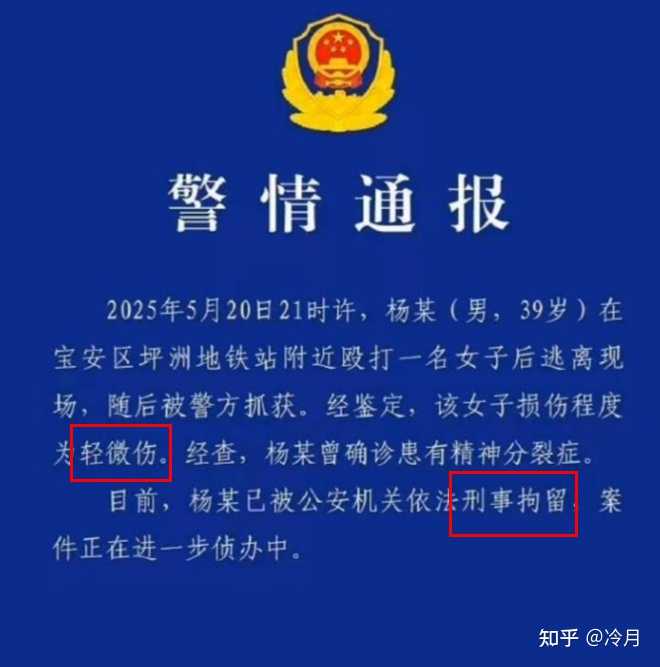 警情通报
2025年5月20日21时许，杨某（男，39岁）在
宝安区坪洲地铁站附近殴打一名女子后逃离现
场，随后被警方抓获。经鉴定，该女子损伤程度
为轻微伤。经查，杨某曾确诊患有精神分裂症。
目前，杨某已被公安机关依法刑事拘留，案
件正在进一步侦办中。
知乎 @冷月